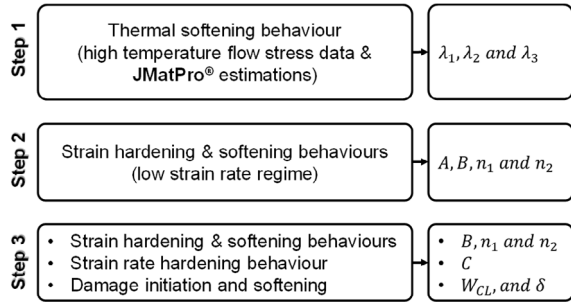 Step 1
Thermal softening behaviour
(high temperature flow stress data &
JMatPro® estimations)
λ₁, λ₂ and λ₃
Step 2
Strain hardening & softening behaviours
(low strain rate regime)
A, B, n₁ and n₂
Step 3
• Strain hardening & softening behaviours
• Strain rate hardening behaviour
• Damage initiation and softening
• B, n₁ and n₂
• C
• W_CL, and δ